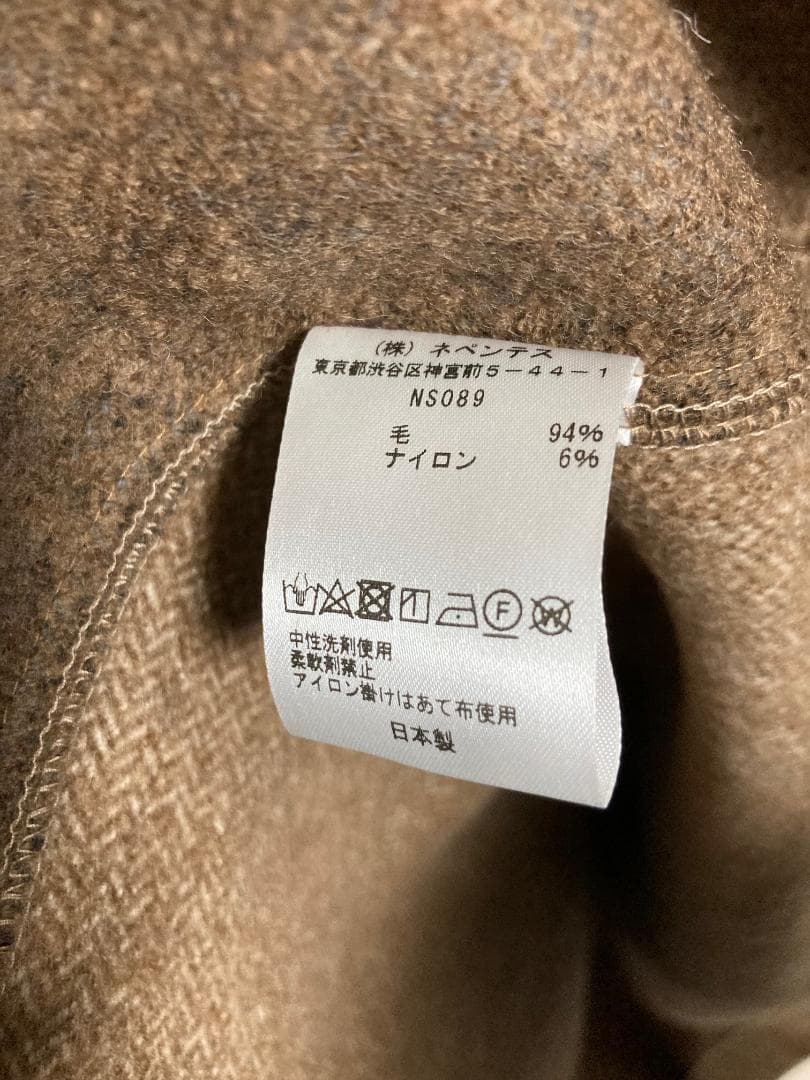 (株) ネペンテス
東京都渋谷区神宮前5-44-1
NS089
毛 94%
ナイロン 6%
F W
中性洗剤使用
柔軟剤禁止
アイロン掛けはあて布使用
日本製